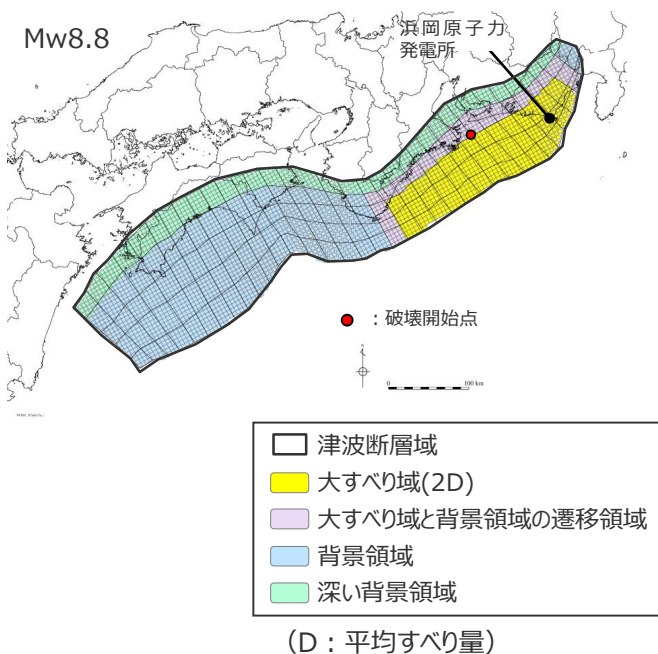 Mw8.8
浜岡原子力
発電所
：破壊開始点
N
0
100 km
津波断層域
大すべり域(2D)
大すべり域と背景領域の遷移領域
背景領域
深い背景領域
（D：平均すべり量）